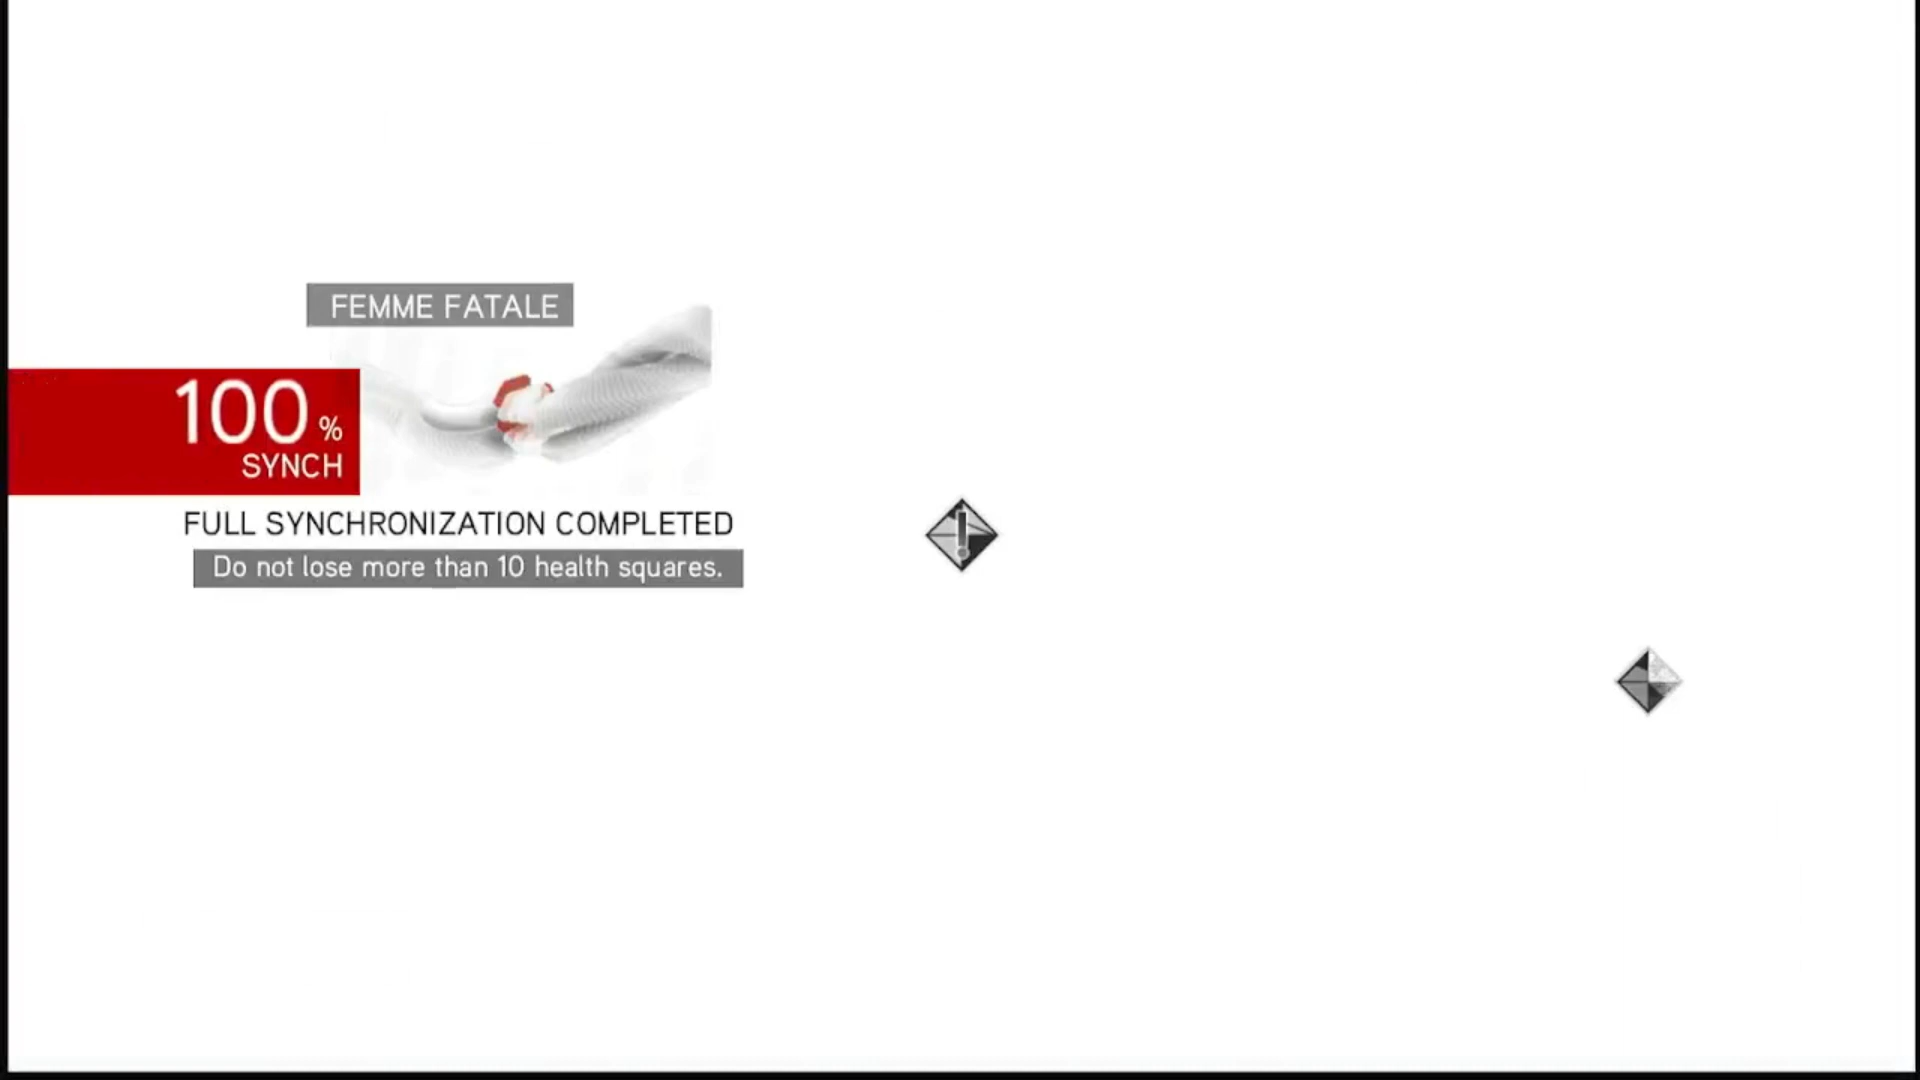 FEMME FATALE
100 %
SYNCH
FULL SYNCHRONIZATION COMPLETED
Do not lose more than 10 health squares.